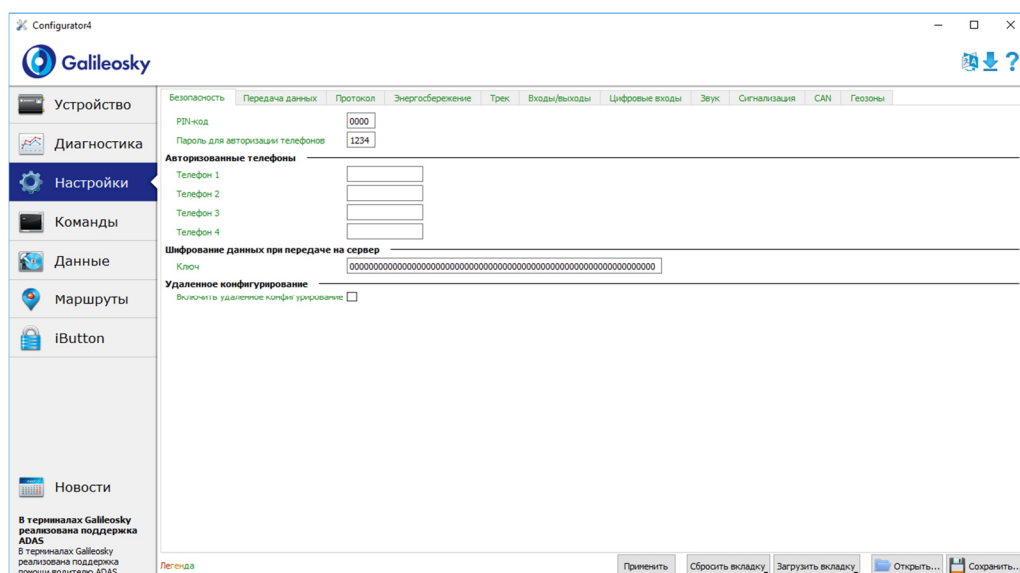 Configurator4
Galileosky
Устройство
Диагностика
Настройки
Команды
Данные
Маршруты
iButton
Новости
В терминалах Galileosky
реализована поддержка
ADAS
В терминалах Galileosky
реализована поддержка
помощи водителю ADAS
Безопасность Передача данных Протокол Энергосбережение Трек Входы/выходы Цифровые входы Звук Сигнализация CAN Геозоны
PIN-код 0000
Пароль для авторизации телефонов 1234
Авторизованные телефоны
Телефон 1
Телефон 2
Телефон 3
Телефон 4
Шифрование данных при передаче на сервер
Ключ 0000000000000000000000000000000000000000000000000000000000000000
Удаленное конфигурирование
Включить удаленное конфигурирование
Легенда Применить Сбросить вкладку Загрузить вкладку Открыть... Сохранить...